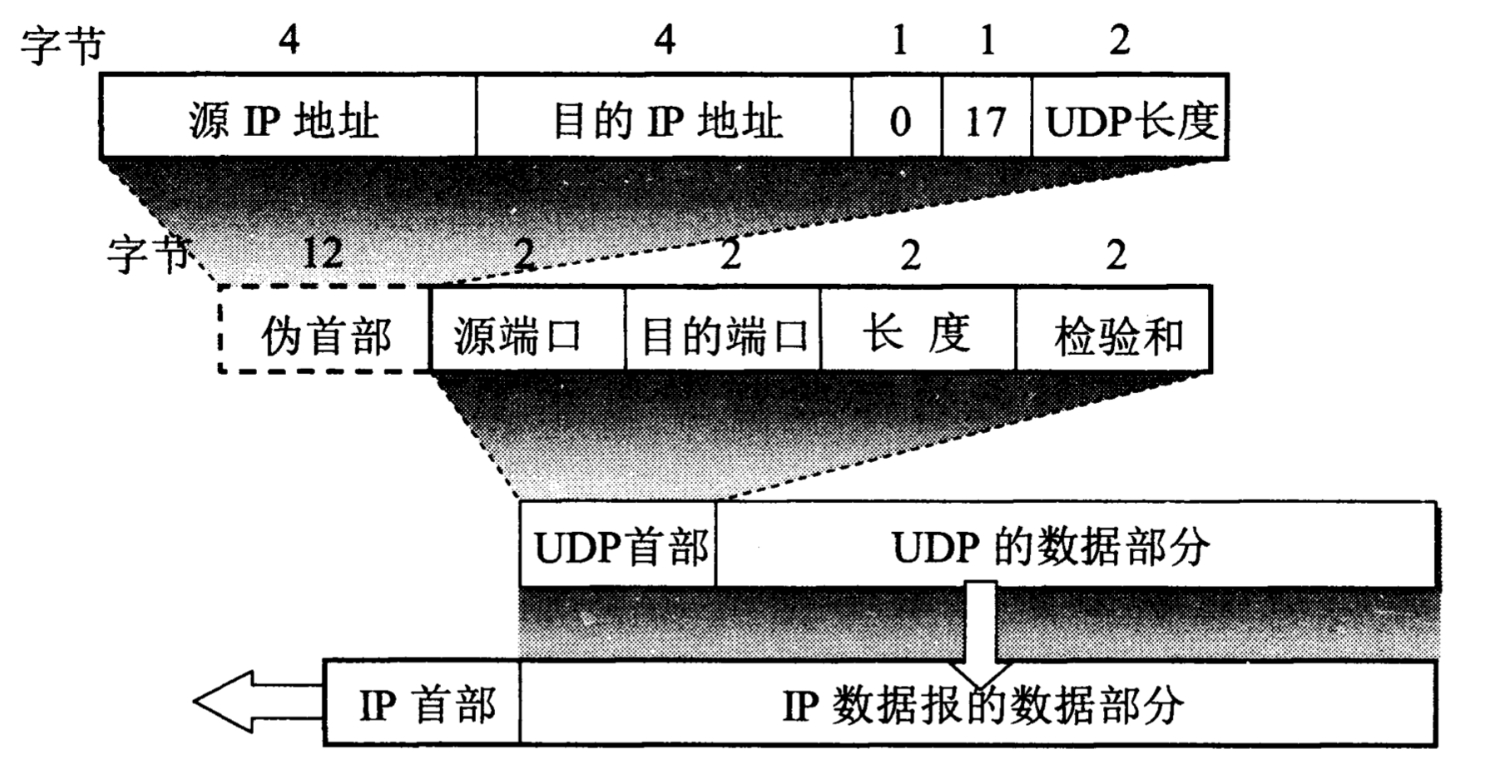 字节 4 4 1 1 2
源 IP 地址 目的 IP 地址 0 17 UDP长度
字节 12 2 2 2 2
伪首部 源端口 目的端口 长 度 检验和
UDP首部 UDP 的数据部分
IP 首部 IP 数据报的数据部分